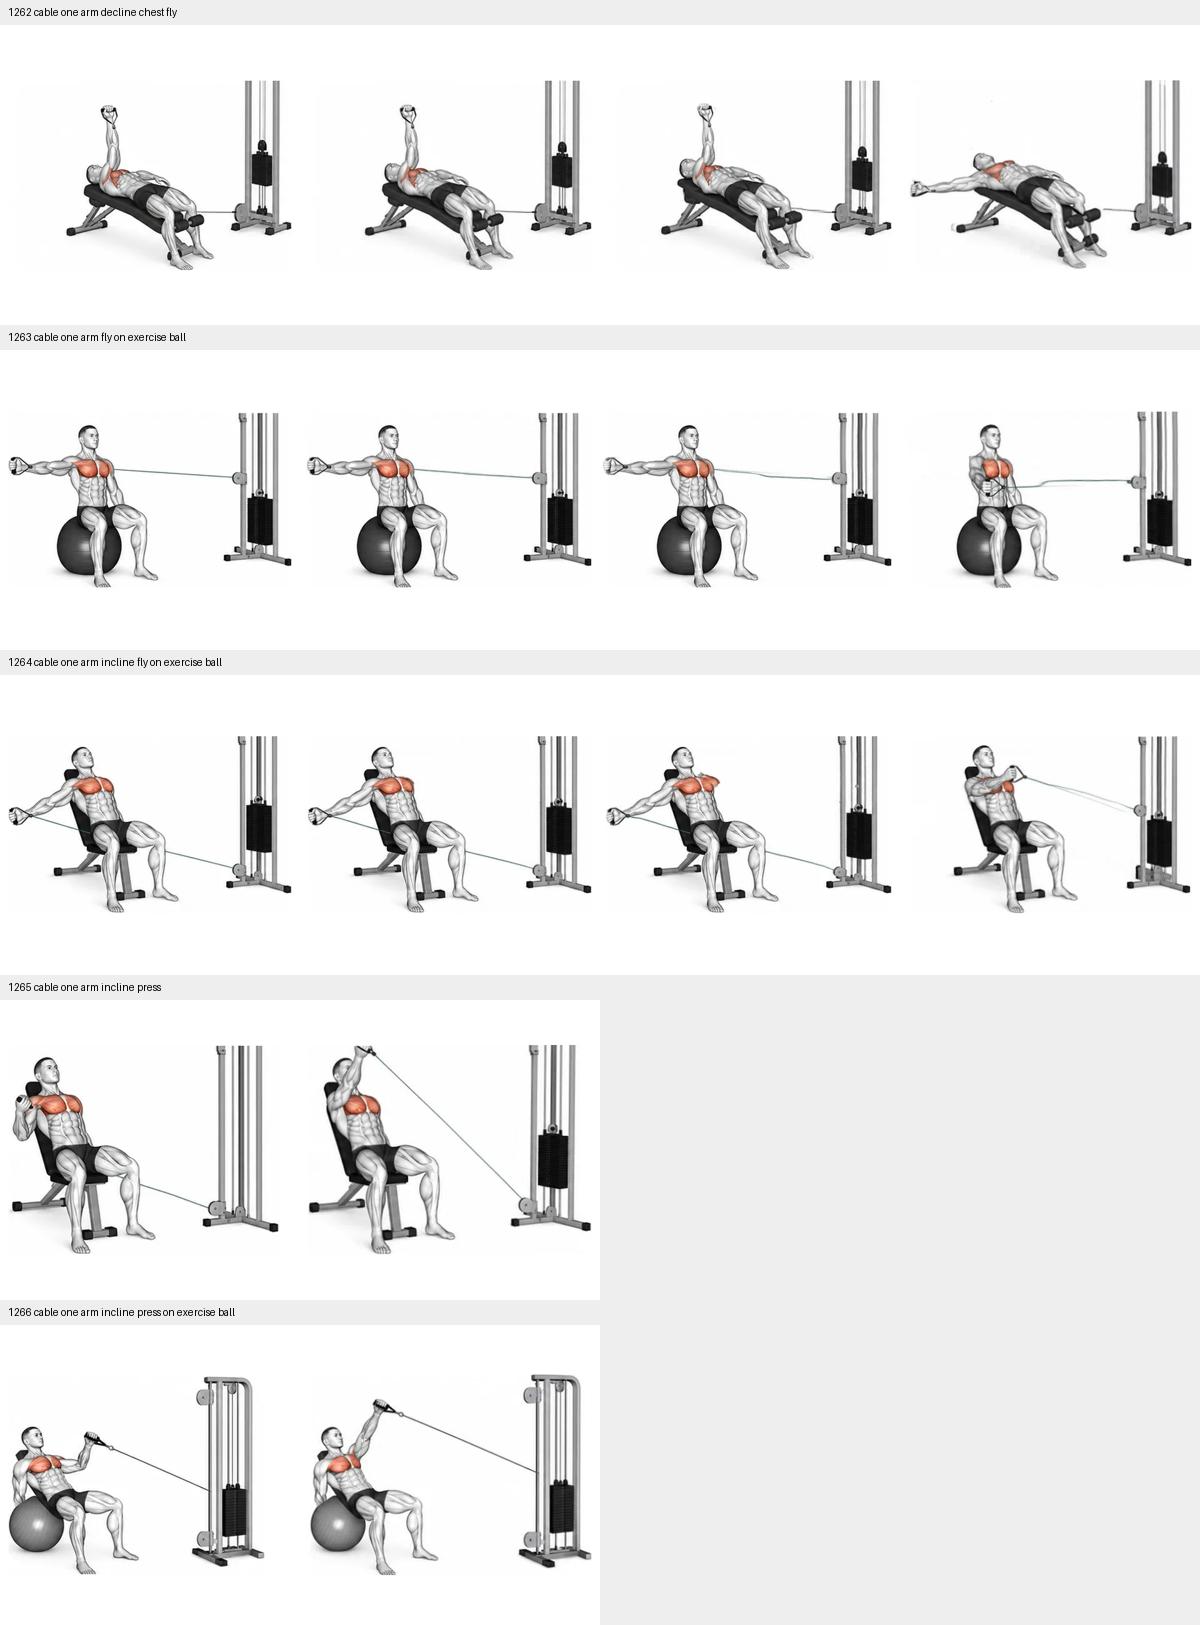 1262 cable one arm decline chest fly
1263 cable one arm fly on exercise ball
1264 cable one arm incline fly on exercise ball
1265 cable one arm incline press
1266 cable one arm incline press on exercise ball